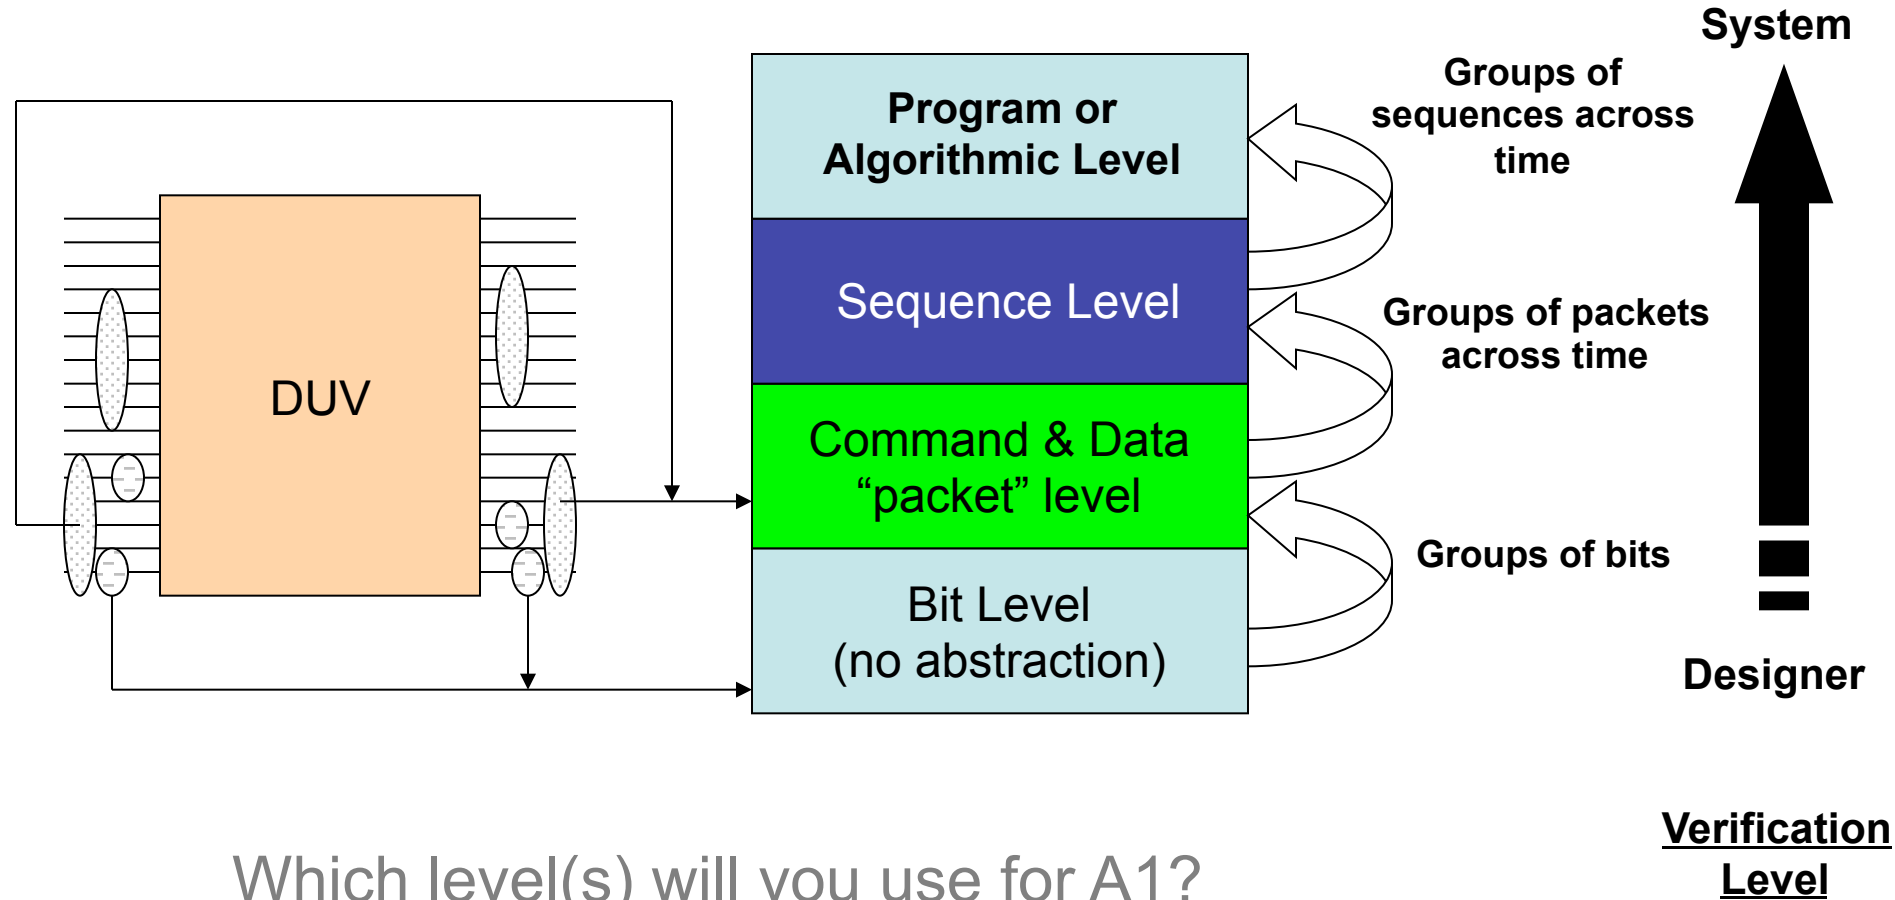 System
Groups of
sequences across
time
Program or
Algorithmic Level
Sequence Level
Groups of packets
across time
DUV
Command & Data
“packet” level
Groups of bits
Bit Level
(no abstraction)
Designer
Verification
Level
Which level(s) will you use for A1?